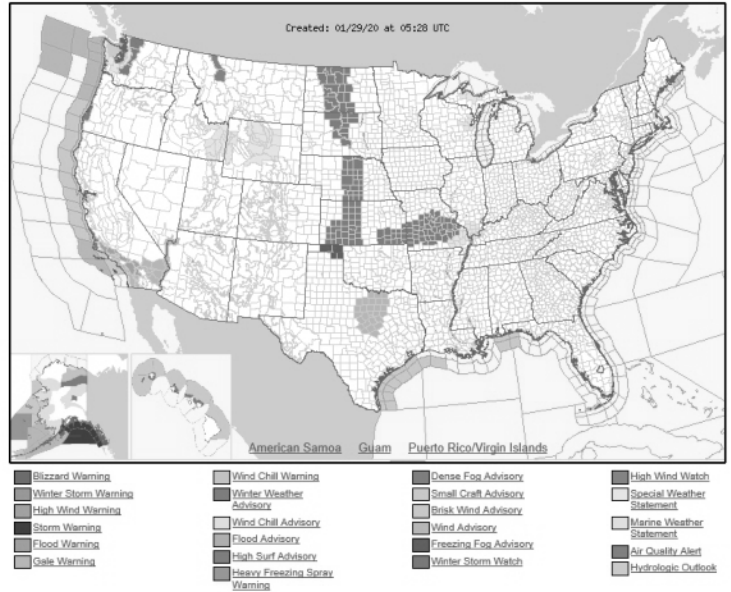 Created: 01/29/20 at 05:28 UTC
American Samoa Guam Puerto Rico/Virgin Islands
Blizzard Warning
Winter Storm Warning
High Wind Warning
Storm Warning
Flood Warning
Gale Warning
Wind Chill Warning
Winter Weather
Advisory
Wind Chill Advisory
Flood Advisory
High Surf Advisory
Heavy Freezing Spray
Warning
Dense Fog Advisory
Small Craft Advisory
Brisk Wind Advisory
Wind Advisory
Freezing Fog Advisory
Winter Storm Watch
High Wind Watch
Special Weather
Statement
Marine Weather
Statement
Air Quality Alert
Hydrologic Outlook